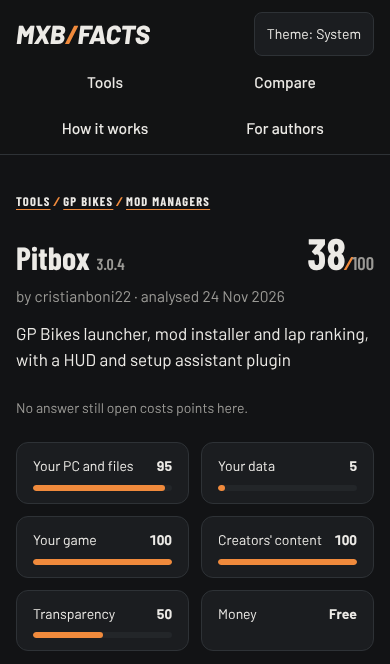 MXB/FACTS
Theme: System
Tools
Compare
How it works
For authors
TOOLS / GP BIKES / MOD MANAGERS
Pitbox 3.0.4
38/100
by cristianboni22 · analysed 24 Nov 2026
GP Bikes launcher, mod installer and lap ranking,
with a HUD and setup assistant plugin
No answer still open costs points here.
Your PC and files 95
Your data 5
Your game 100
Creators' content 100
Transparency 50
Money Free